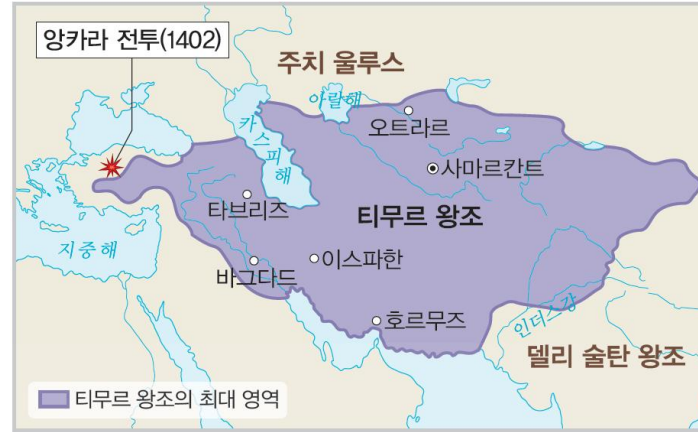 앙카라 전투(1402)
주치 울루스
아랄해
오트라르
카스피해
사마르칸트
타브리즈
티무르 왕조
지중해
이스파한
바그다드
호르무즈
인더스강
델리 술탄 왕조
티무르 왕조의 최대 영역